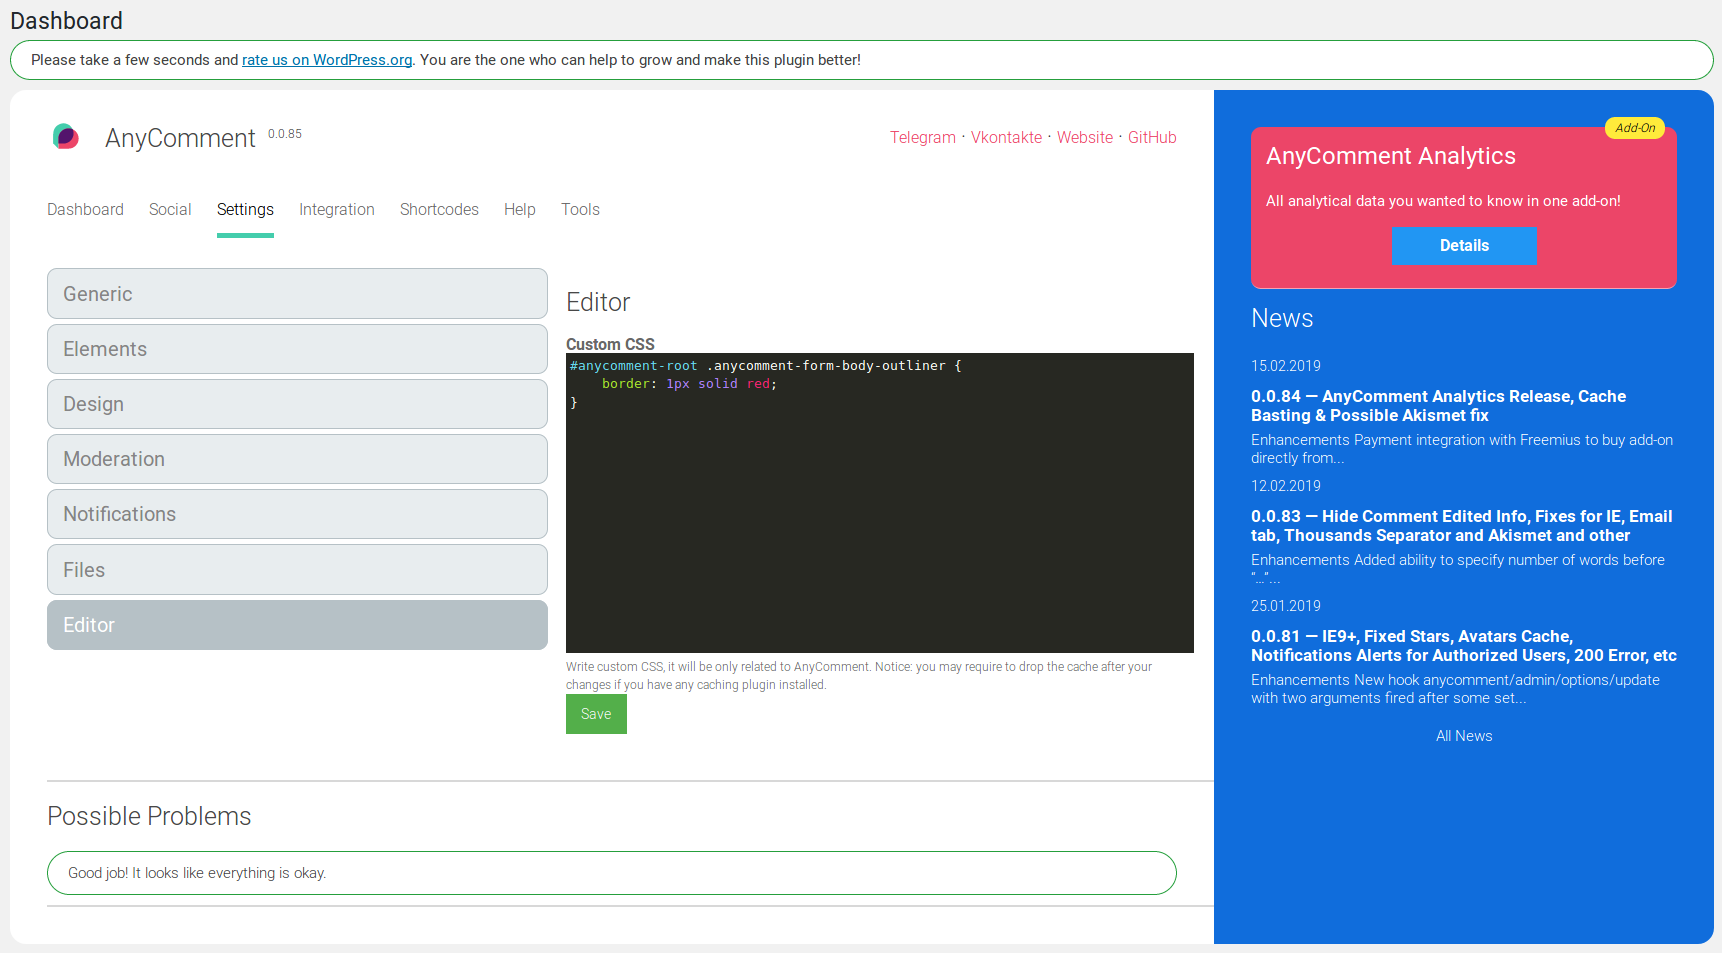 Dashboard
Please take a few seconds and rate us on WordPress.org. You are the one who can help to grow and make this plugin better!
AnyComment 0.0.85
Telegram · Vkontakte · Website · GitHub
Dashboard Social Settings Integration Shortcodes Help Tools
Generic
Elements
Design
Moderation
Notifications
Files
Editor
Editor
Custom CSS
#anycomment-root .anycomment-form-body-outliner {
    border: 1px solid red;
}
Write custom CSS, it will be only related to AnyComment. Notice: you may require to drop the cache after your
changes if you have any caching plugin installed.
Save
Possible Problems
Good job! It looks like everything is okay.
Add-On
AnyComment Analytics
All analytical data you wanted to know in one add-on!
Details
News
15.02.2019
0.0.84 — AnyComment Analytics Release, Cache
Basting & Possible Akismet fix
Enhancements Payment integration with Freemius to buy add-on
directly from...
12.02.2019
0.0.83 — Hide Comment Edited Info, Fixes for IE, Email
tab, Thousands Separator and Akismet and other
Enhancements Added ability to specify number of words before
“…”...
25.01.2019
0.0.81 — IE9+, Fixed Stars, Avatars Cache,
Notifications Alerts for Authorized Users, 200 Error, etc
Enhancements New hook anycomment/admin/options/update
with two arguments fired after some set...
All News